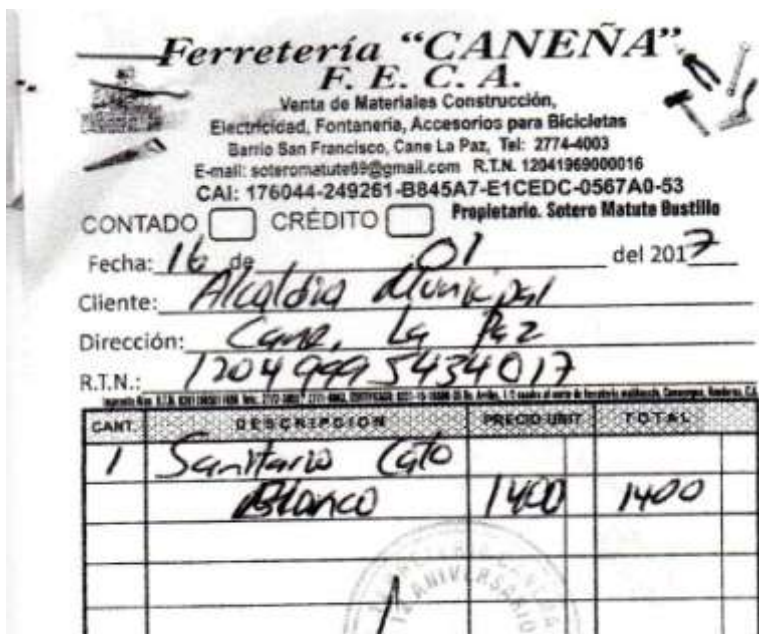 Ferretería "CANEÑA"
F. E. C. A.
Venta de Materiales Construcción,
Electricidad, Fontanería, Accesorios para Bicicletas
Barrio San Francisco, Cane La Paz, Tel: 2774-4003
E-mail: soteromatute69@gmail.com R.T.N. 12041969000016
CAI: 176044-249261-B845A7-E1CEDC-0567A0-53
CONTADO CRÉDITO Propietario. Sotero Matute Bustillo
Fecha: 16 de 01 del 2017
Cliente: Alcaldia Municipal
Dirección: Cane, La Paz
R.T.N.: 12049995434017
CANT. DESCRIPCION PRECIO UNIT TOTAL
1 Sanitario Cato
Blanco 1400 1400
12 ANIVERSARIO